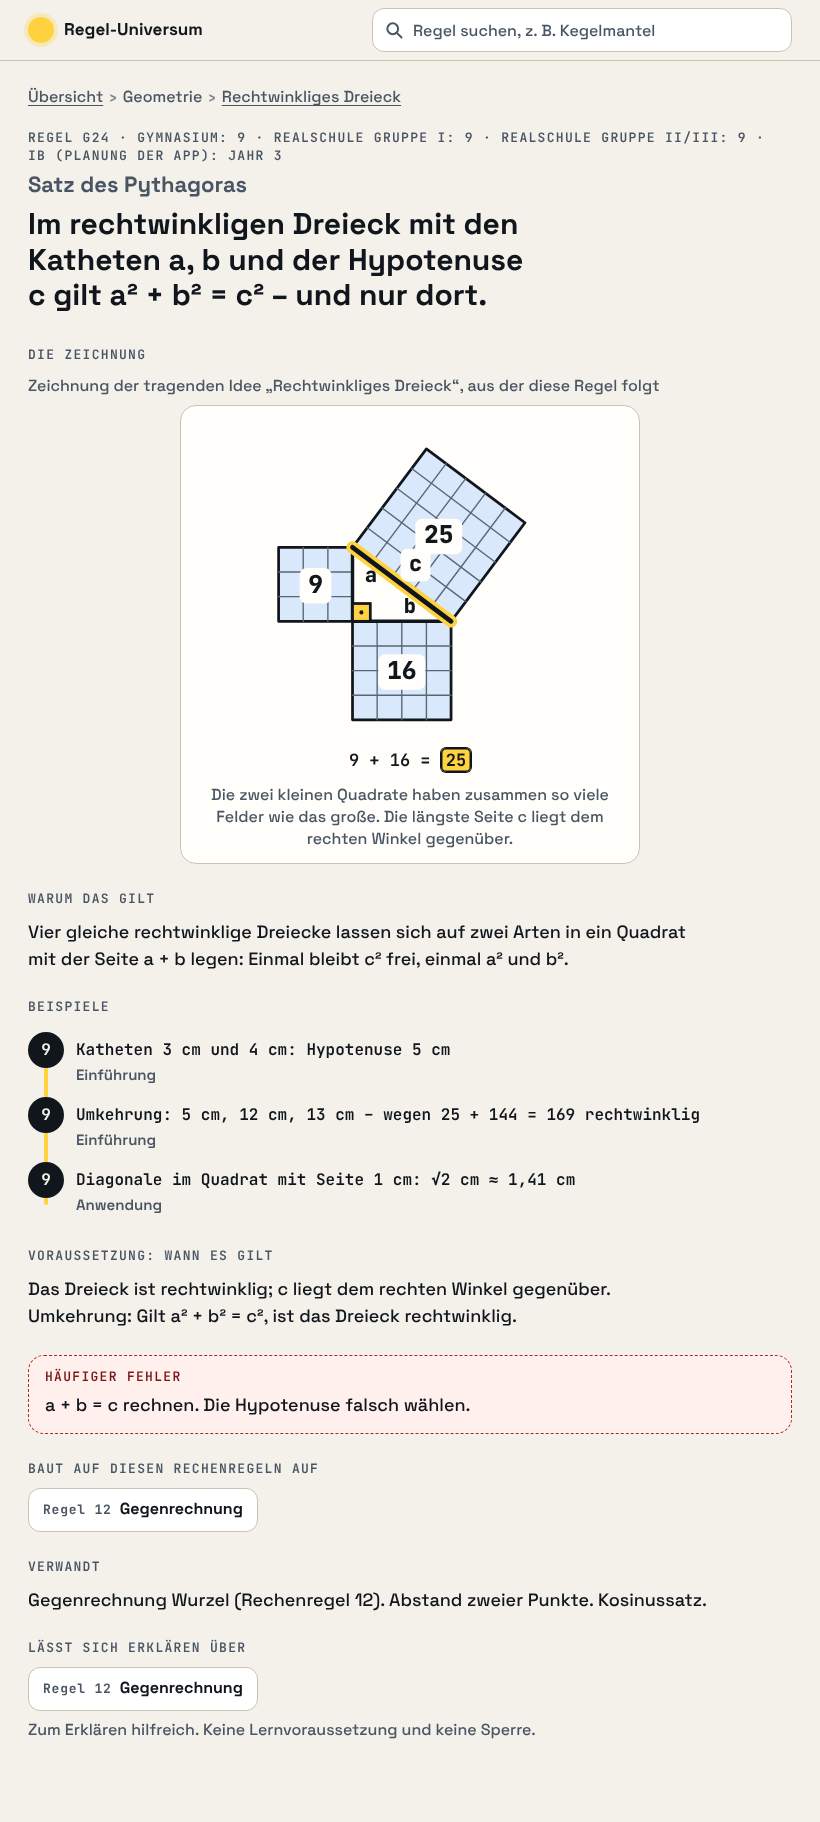 Regel-Universum
Regel suchen, z. B. Kegelmantel
Übersicht > Geometrie > Rechtwinkliges Dreieck
REGEL G24 · GYMNASIUM: 9 · REALSCHULE GRUPPE I: 9 · REALSCHULE GRUPPE II/III: 9 ·
IB (PLANUNG DER APP): JAHR 3
Satz des Pythagoras
Im rechtwinkligen Dreieck mit den
Katheten a, b und der Hypotenuse
c gilt a² + b² = c² – und nur dort.
DIE ZEICHNUNG
Zeichnung der tragenden Idee „Rechtwinkliges Dreieck“, aus der diese Regel folgt
25
c
a
9
b
16
9 + 16 = 25
Die zwei kleinen Quadrate haben zusammen so viele
Felder wie das große. Die längste Seite c liegt dem
rechten Winkel gegenüber.
WARUM DAS GILT
Vier gleiche rechtwinklige Dreiecke lassen sich auf zwei Arten in ein Quadrat
mit der Seite a + b legen: Einmal bleibt c² frei, einmal a² und b².
BEISPIELE
9 Katheten 3 cm und 4 cm: Hypotenuse 5 cm
Einführung
9 Umkehrung: 5 cm, 12 cm, 13 cm – wegen 25 + 144 = 169 rechtwinklig
Einführung
9 Diagonale im Quadrat mit Seite 1 cm: √2 cm ≈ 1,41 cm
Anwendung
VORAUSSETZUNG: WANN ES GILT
Das Dreieck ist rechtwinklig; c liegt dem rechten Winkel gegenüber.
Umkehrung: Gilt a² + b² = c², ist das Dreieck rechtwinklig.
HÄUFIGER FEHLER
a + b = c rechnen. Die Hypotenuse falsch wählen.
BAUT AUF DIESEN RECHENREGELN AUF
Regel 12 Gegenrechnung
VERWANDT
Gegenrechnung Wurzel (Rechenregel 12). Abstand zweier Punkte. Kosinussatz.
LÄSST SICH ERKLÄREN ÜBER
Regel 12 Gegenrechnung
Zum Erklären hilfreich. Keine Lernvoraussetzung und keine Sperre.